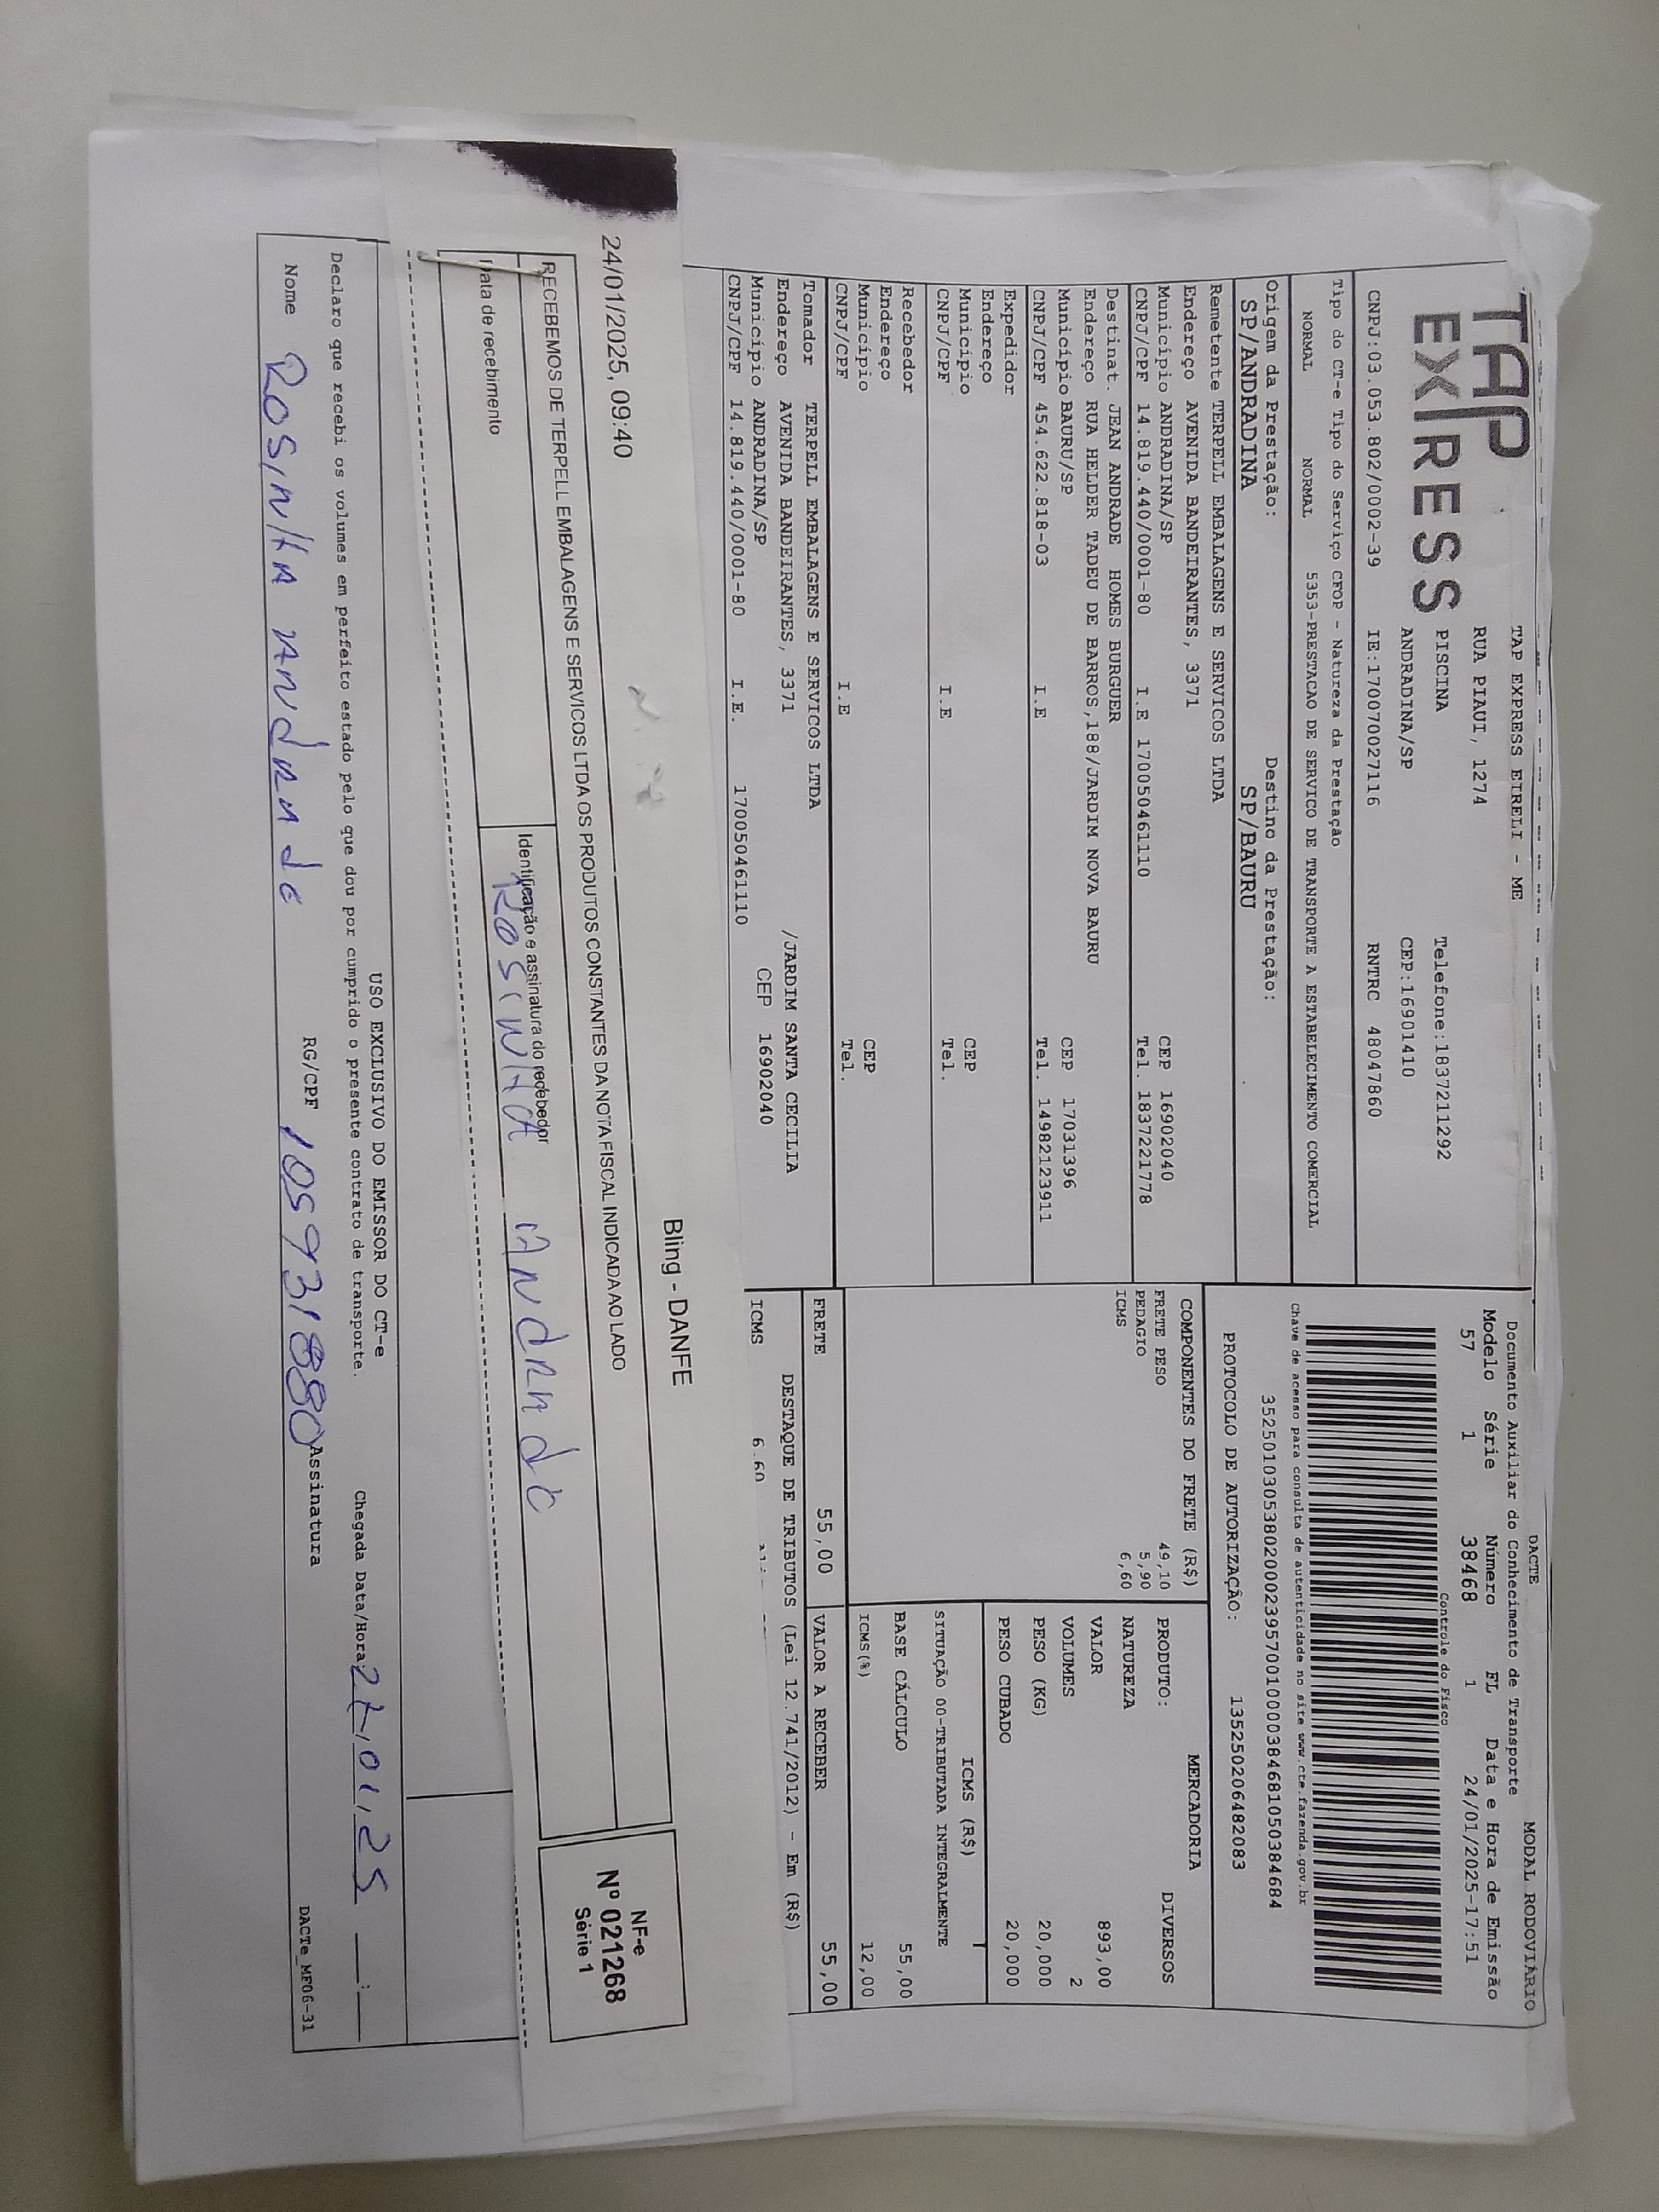 TAP EXPRESS
TAP EXPRESS EIRELI - ME
RUA PIAUI, 1274
PISCINA Telefone:1837211292
ANDRADINA/SP CEP:16901410
CNPJ:03.053.802/0002-39 IE:170070027116 RNTRC 48047860
Tipo do CT-e Tipo do Serviço CFOP - Natureza da Prestação
NORMAL NORMAL 5353-PRESTACAO DE SERVICO DE TRANSPORTE A ESTABELECIMENTO COMERCIAL
Origem da Prestação: Destino da Prestação:
SP/ANDRADINA SP/BAURU
Remetente TERPELL EMBALAGENS E SERVICOS LTDA
Endereço AVENIDA BANDEIRANTES, 3371
Município ANDRADINA/SP CEP 16902040
CNPJ/CPF 14.819.440/0001-80 I.E 170050461110 Tel. 1837221778
Destinat. JEAN ANDRADE HOMES BURGUER
Endereço RUA HELDER TADEU DE BARROS,188/JARDIM NOVA BAURU
Município BAURU/SP CEP 17031396
CNPJ/CPF 454.622.818-03 I.E Tel. 14982123911
Expedidor
Endereço
Município CEP
CNPJ/CPF I.E Tel.
Recebedor
Endereço
Município CEP
CNPJ/CPF I.E Tel.
Tomador TERPELL EMBALAGENS E SERVICOS LTDA
Endereço AVENIDA BANDEIRANTES, 3371 /JARDIM SANTA CECILIA
Município ANDRADINA/SP CEP 16902040
CNPJ/CPF 14.819.440/0001-80 I.E. 170050461110
DACTE MODAL RODOVIÁRIO
Documento Auxiliar do Conhecimento de Transporte
Modelo Série Número FL Data e Hora de Emissão
57 1 38468 1 24/01/2025-17:51
Controle do Fisco
Chave de acesso para consulta de autenticidade no site www.cte.fazenda.gov.br
35250103053802000239570010000384681050384684
PROTOCOLO DE AUTORIZAÇÃO: 135250206482083
COMPONENTES DO FRETE (R$)
FRETE PESO 49,10
PEDAGIO 5,90
ICMS 6,60
MERCADORIA
PRODUTO: DIVERSOS
NATUREZA
VALOR 893,00
VOLUMES 2
PESO (KG) 20,000
PESO CUBADO 20,000
ICMS (R$)
SITUAÇÃO 00-TRIBUTADA INTEGRALMENTE
BASE CÁLCULO 55,00
ICMS(%) 12,00
FRETE 55,00 VALOR A RECEBER 55,00
DESTAQUE DE TRIBUTOS (Lei 12.741/2012) - Em (R$)
ICMS 6.60
24/01/2025, 09:40 Bling - DANFE
RECEBEMOS DE TERPELL EMBALAGENS E SERVICOS LTDA OS PRODUTOS CONSTANTES DA NOTA FISCAL INDICADA AO LADO
Data de recebimento Identificação e assinatura do recebedor
Rosinha Andrade
NF-e
Nº 021268
Série 1
USO EXCLUSIVO DO EMISSOR DO CT-e
Declaro que recebi os volumes em perfeito estado pelo que dou por cumprido o presente contrato de transporte. Chegada Data/Hora 27,01,25 __:__
Nome Rosinha Andrade RG/CPF 105931880 Assinatura
DACTe_MF06-31